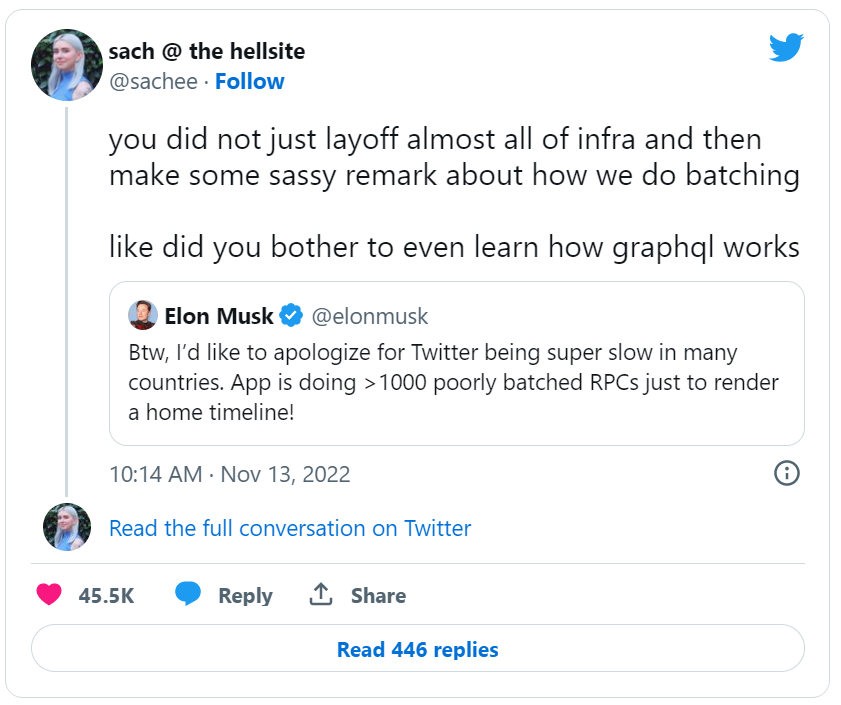 sach @ the hellsite
@sachee · Follow
you did not just layoff almost all of infra and then
make some sassy remark about how we do batching
like did you bother to even learn how graphql works
Elon Musk @elonmusk
Btw, I’d like to apologize for Twitter being super slow in many
countries. App is doing >1000 poorly batched RPCs just to render
a home timeline!
10:14 AM · Nov 13, 2022
Read the full conversation on Twitter
45.5K Reply Share
Read 446 replies